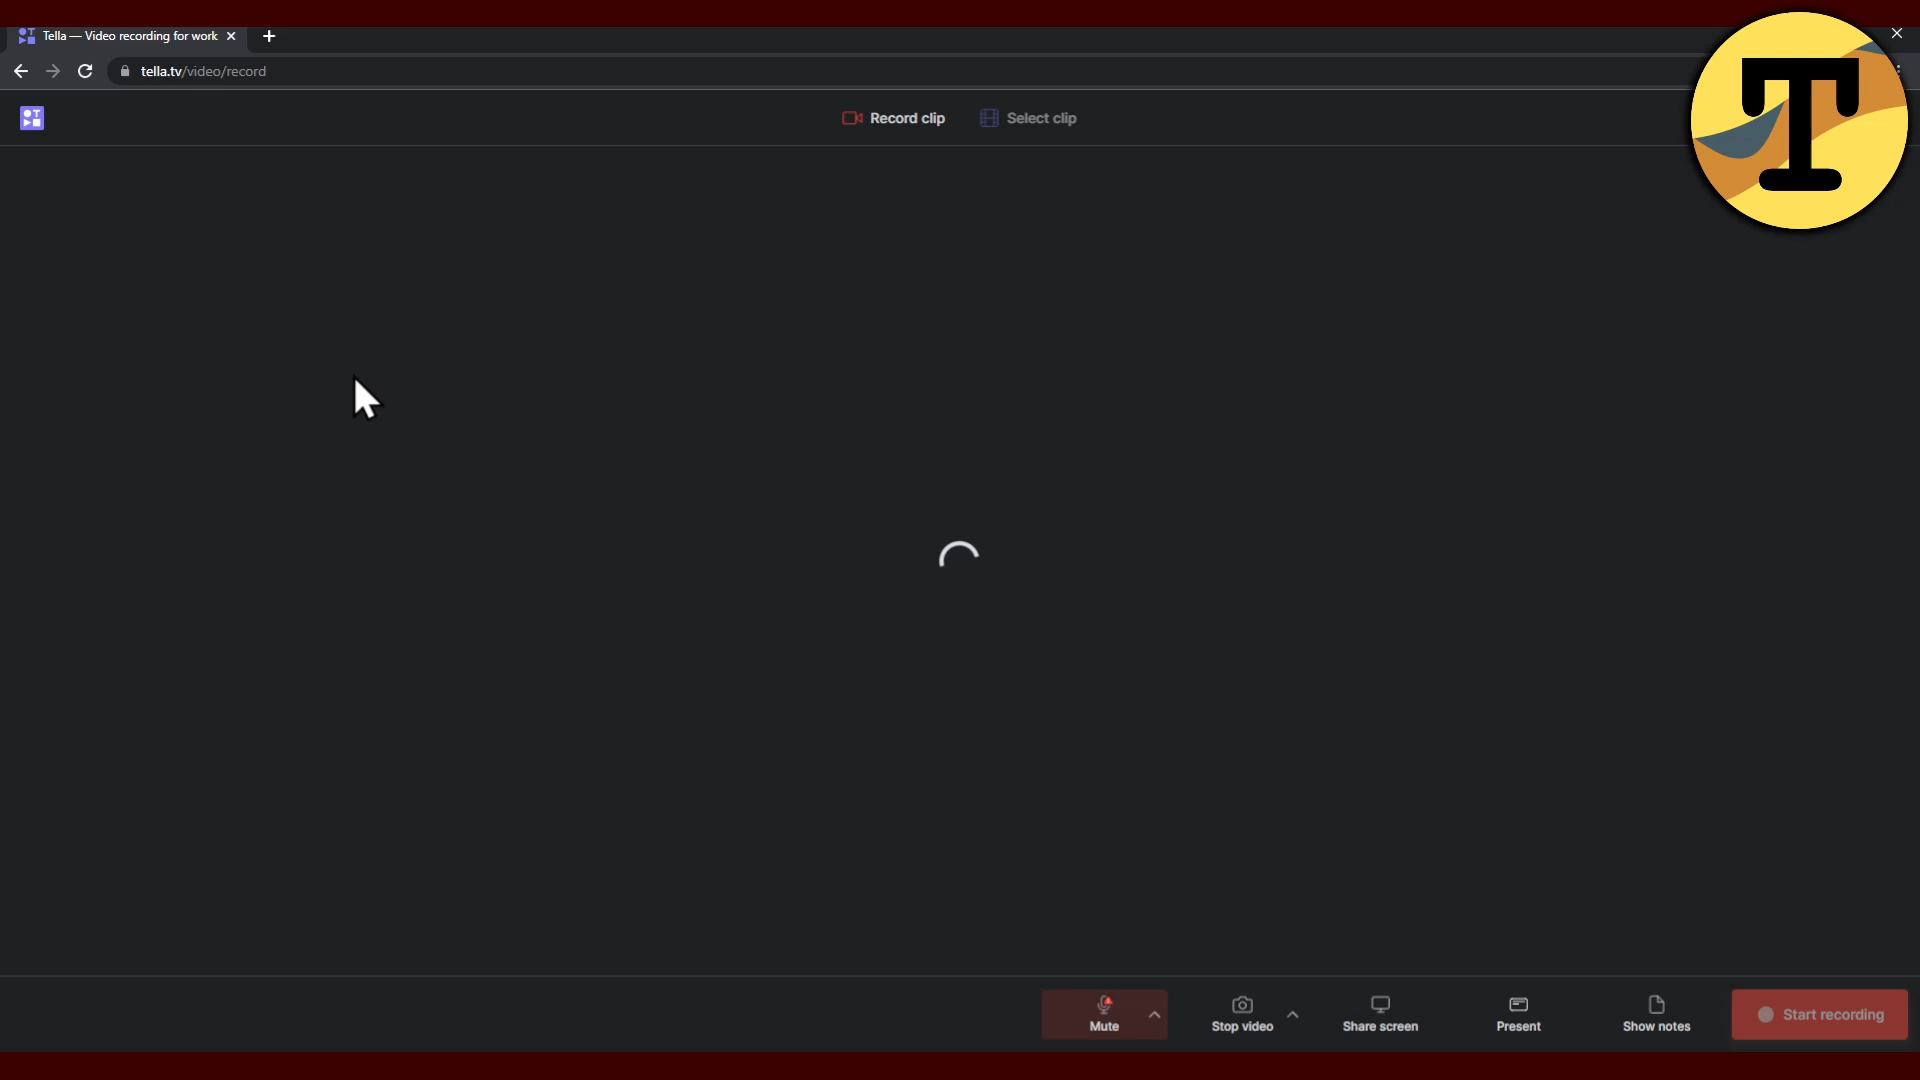 Tella — Video recording for work
tella.tv/video/record
T
Record clip
Select clip
Mute
Stop video
Share screen
Present
Show notes
Start recording